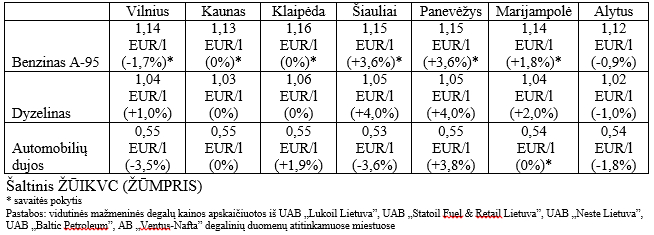 Vilnius Kaunas Klaipėda Šiauliai Panevėžys Marijampolė Alytus
1,14 1,13 1,16 1,15 1,15 1,14 1,12
EUR/l EUR/l EUR/l EUR/l EUR/l EUR/l EUR/l
Benzinas A-95 (-1,7%)* (0%)* (0%)* (+3,6%)* (+3,6%)* (+1,8%)* (-0,9%)
1,04 1,03 1,06 1,05 1,05 1,04 1,02
EUR/l EUR/l EUR/l EUR/l EUR/l EUR/l EUR/l
Dyzelinas (+1,0%) (0%) (0%) (+4,0%) (+4,0%) (+2,0%) (-1,0%)
0,55 0,55 0,55 0,53 0,55 0,54 0,54
Automobilių EUR/l EUR/l EUR/l EUR/l EUR/l EUR/l EUR/l
dujos (-3,5%) (0%) (+1,9%) (-3,6%) (+3,8%) (0%)* (-1,8%)
Šaltinis ŽŪIKVC (ŽŪMPRIS)
* savaitės pokytis
Pastabos: vidutinės mažmeninės degalų kainos apskaičiuotos iš UAB „Lukoil Lietuva”, UAB „Statoil Fuel & Retail Lietuva”, UAB „Neste Lietuva”,
UAB „Baltic Petroleum”, AB „Ventus-Nafta” degalinių duomenų atitinkamuose miestuose